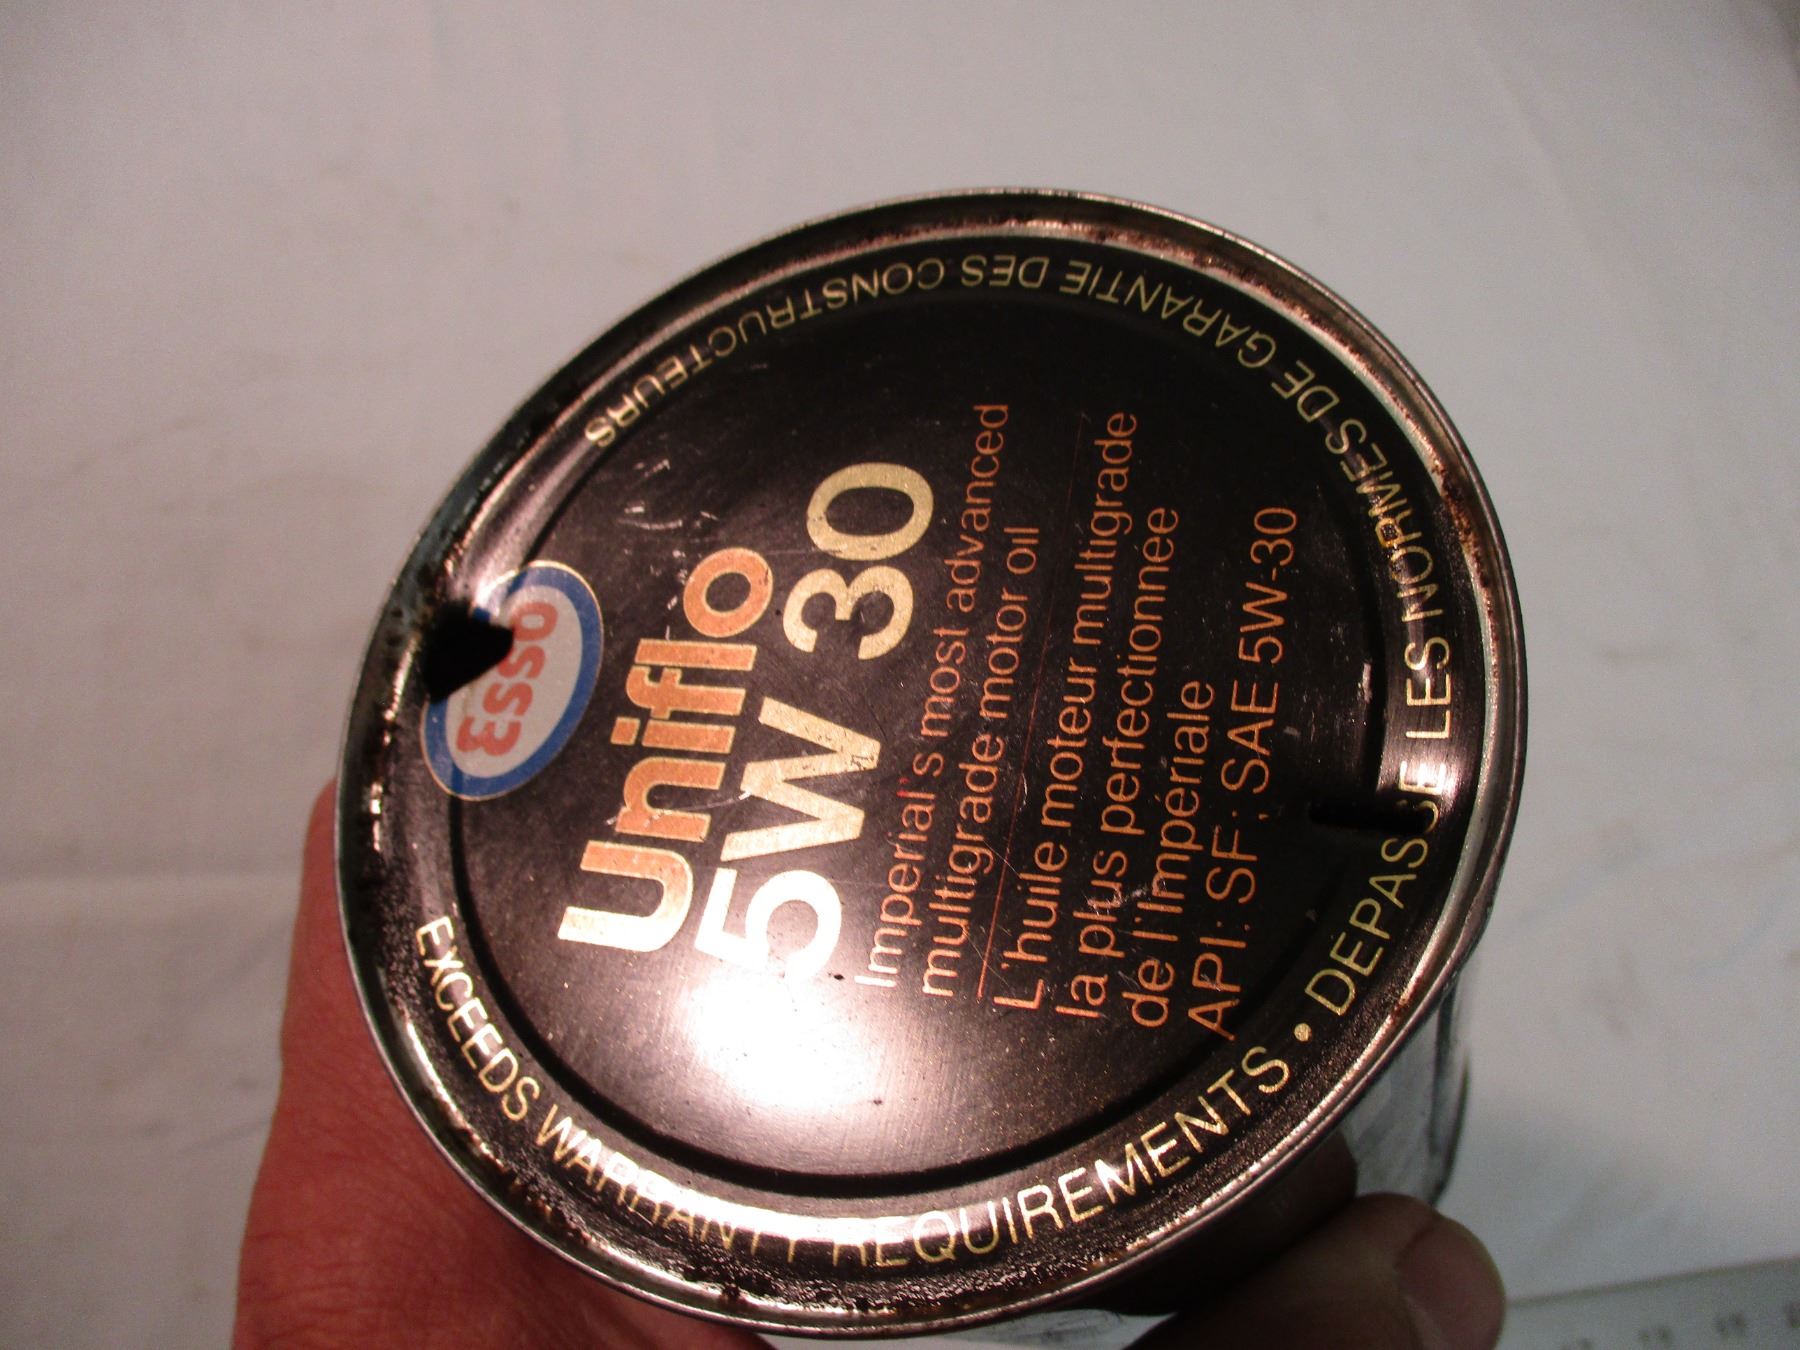 Esso
Uniflo
5W 30
Imperial's most advanced
multigrade motor oil
L'huile moteur multigrade
la plus perfectionnée
de l'Impériale
API: SF; SAE 5W-30
EXCEEDS WARRANTY REQUIREMENTS • DÉPASSE LES NORMES DE GARANTIE DES CONSTRUCTEURS